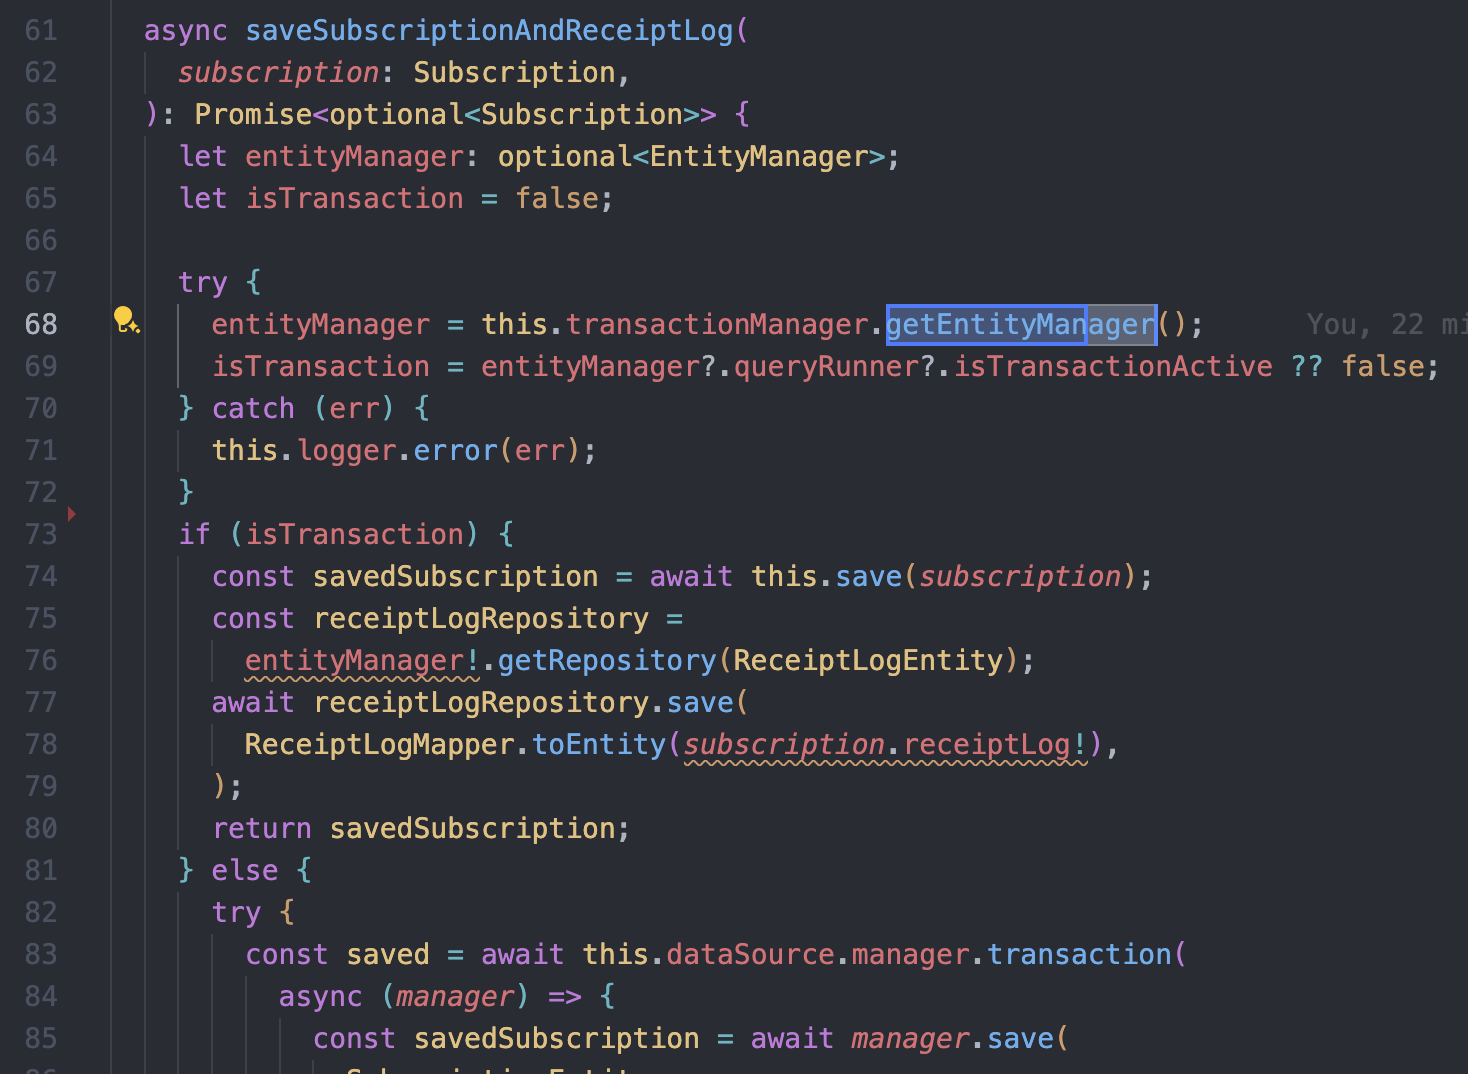 61 async saveSubscriptionAndReceiptLog(
62 subscription: Subscription,
63 ): Promise<optional<Subscription>> {
64 let entityManager: optional<EntityManager>;
65 let isTransaction = false;
66
67 try {
68 entityManager = this.transactionManager.getEntityManager(); You, 22 mi
69 isTransaction = entityManager?.queryRunner?.isTransactionActive ?? false;
70 } catch (err) {
71 this.logger.error(err);
72 }
73 if (isTransaction) {
74 const savedSubscription = await this.save(subscription);
75 const receiptLogRepository =
76 entityManager!.getRepository(ReceiptLogEntity);
77 await receiptLogRepository.save(
78 ReceiptLogMapper.toEntity(subscription.receiptLog!),
79 );
80 return savedSubscription;
81 } else {
82 try {
83 const saved = await this.dataSource.manager.transaction(
84 async (manager) => {
85 const savedSubscription = await manager.save(